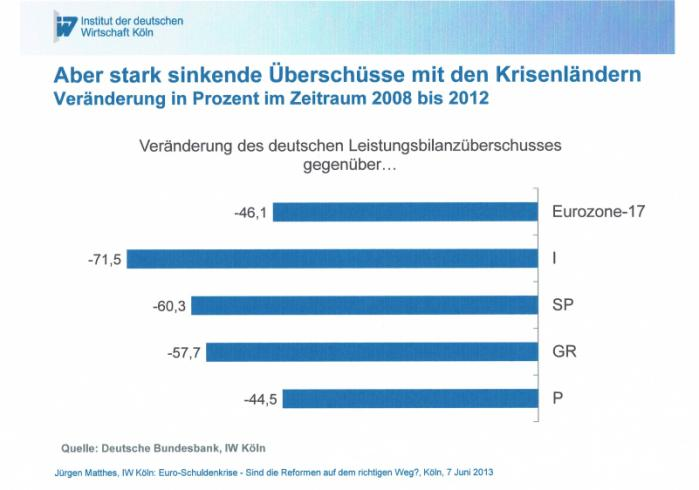 iw Institut der deutschen
Wirtschaft Köln
Aber stark sinkende Überschüsse mit den Krisenländern
Veränderung in Prozent im Zeitraum 2008 bis 2012
Veränderung des deutschen Leistungsbilanzüberschusses
gegenüber…
-46,1 Eurozone-17
-71,5 I
-60,3 SP
-57,7 GR
-44,5 P
Quelle: Deutsche Bundesbank, IW Köln
Jürgen Matthes, IW Köln: Euro-Schuldenkrise - Sind die Reformen auf dem richtigen Weg?, Köln, 7 Juni 2013